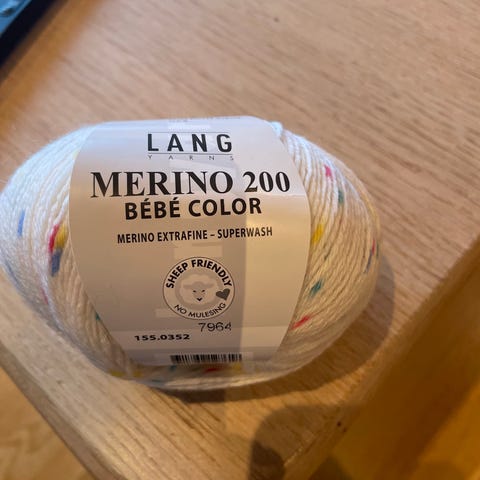 LANG
YARNS
MERINO 200
BÉBÉ COLOR
MERINO EXTRAFINE – SUPERWASH
SHEEP FRIENDLY
NO MULESING
7964
155.0352